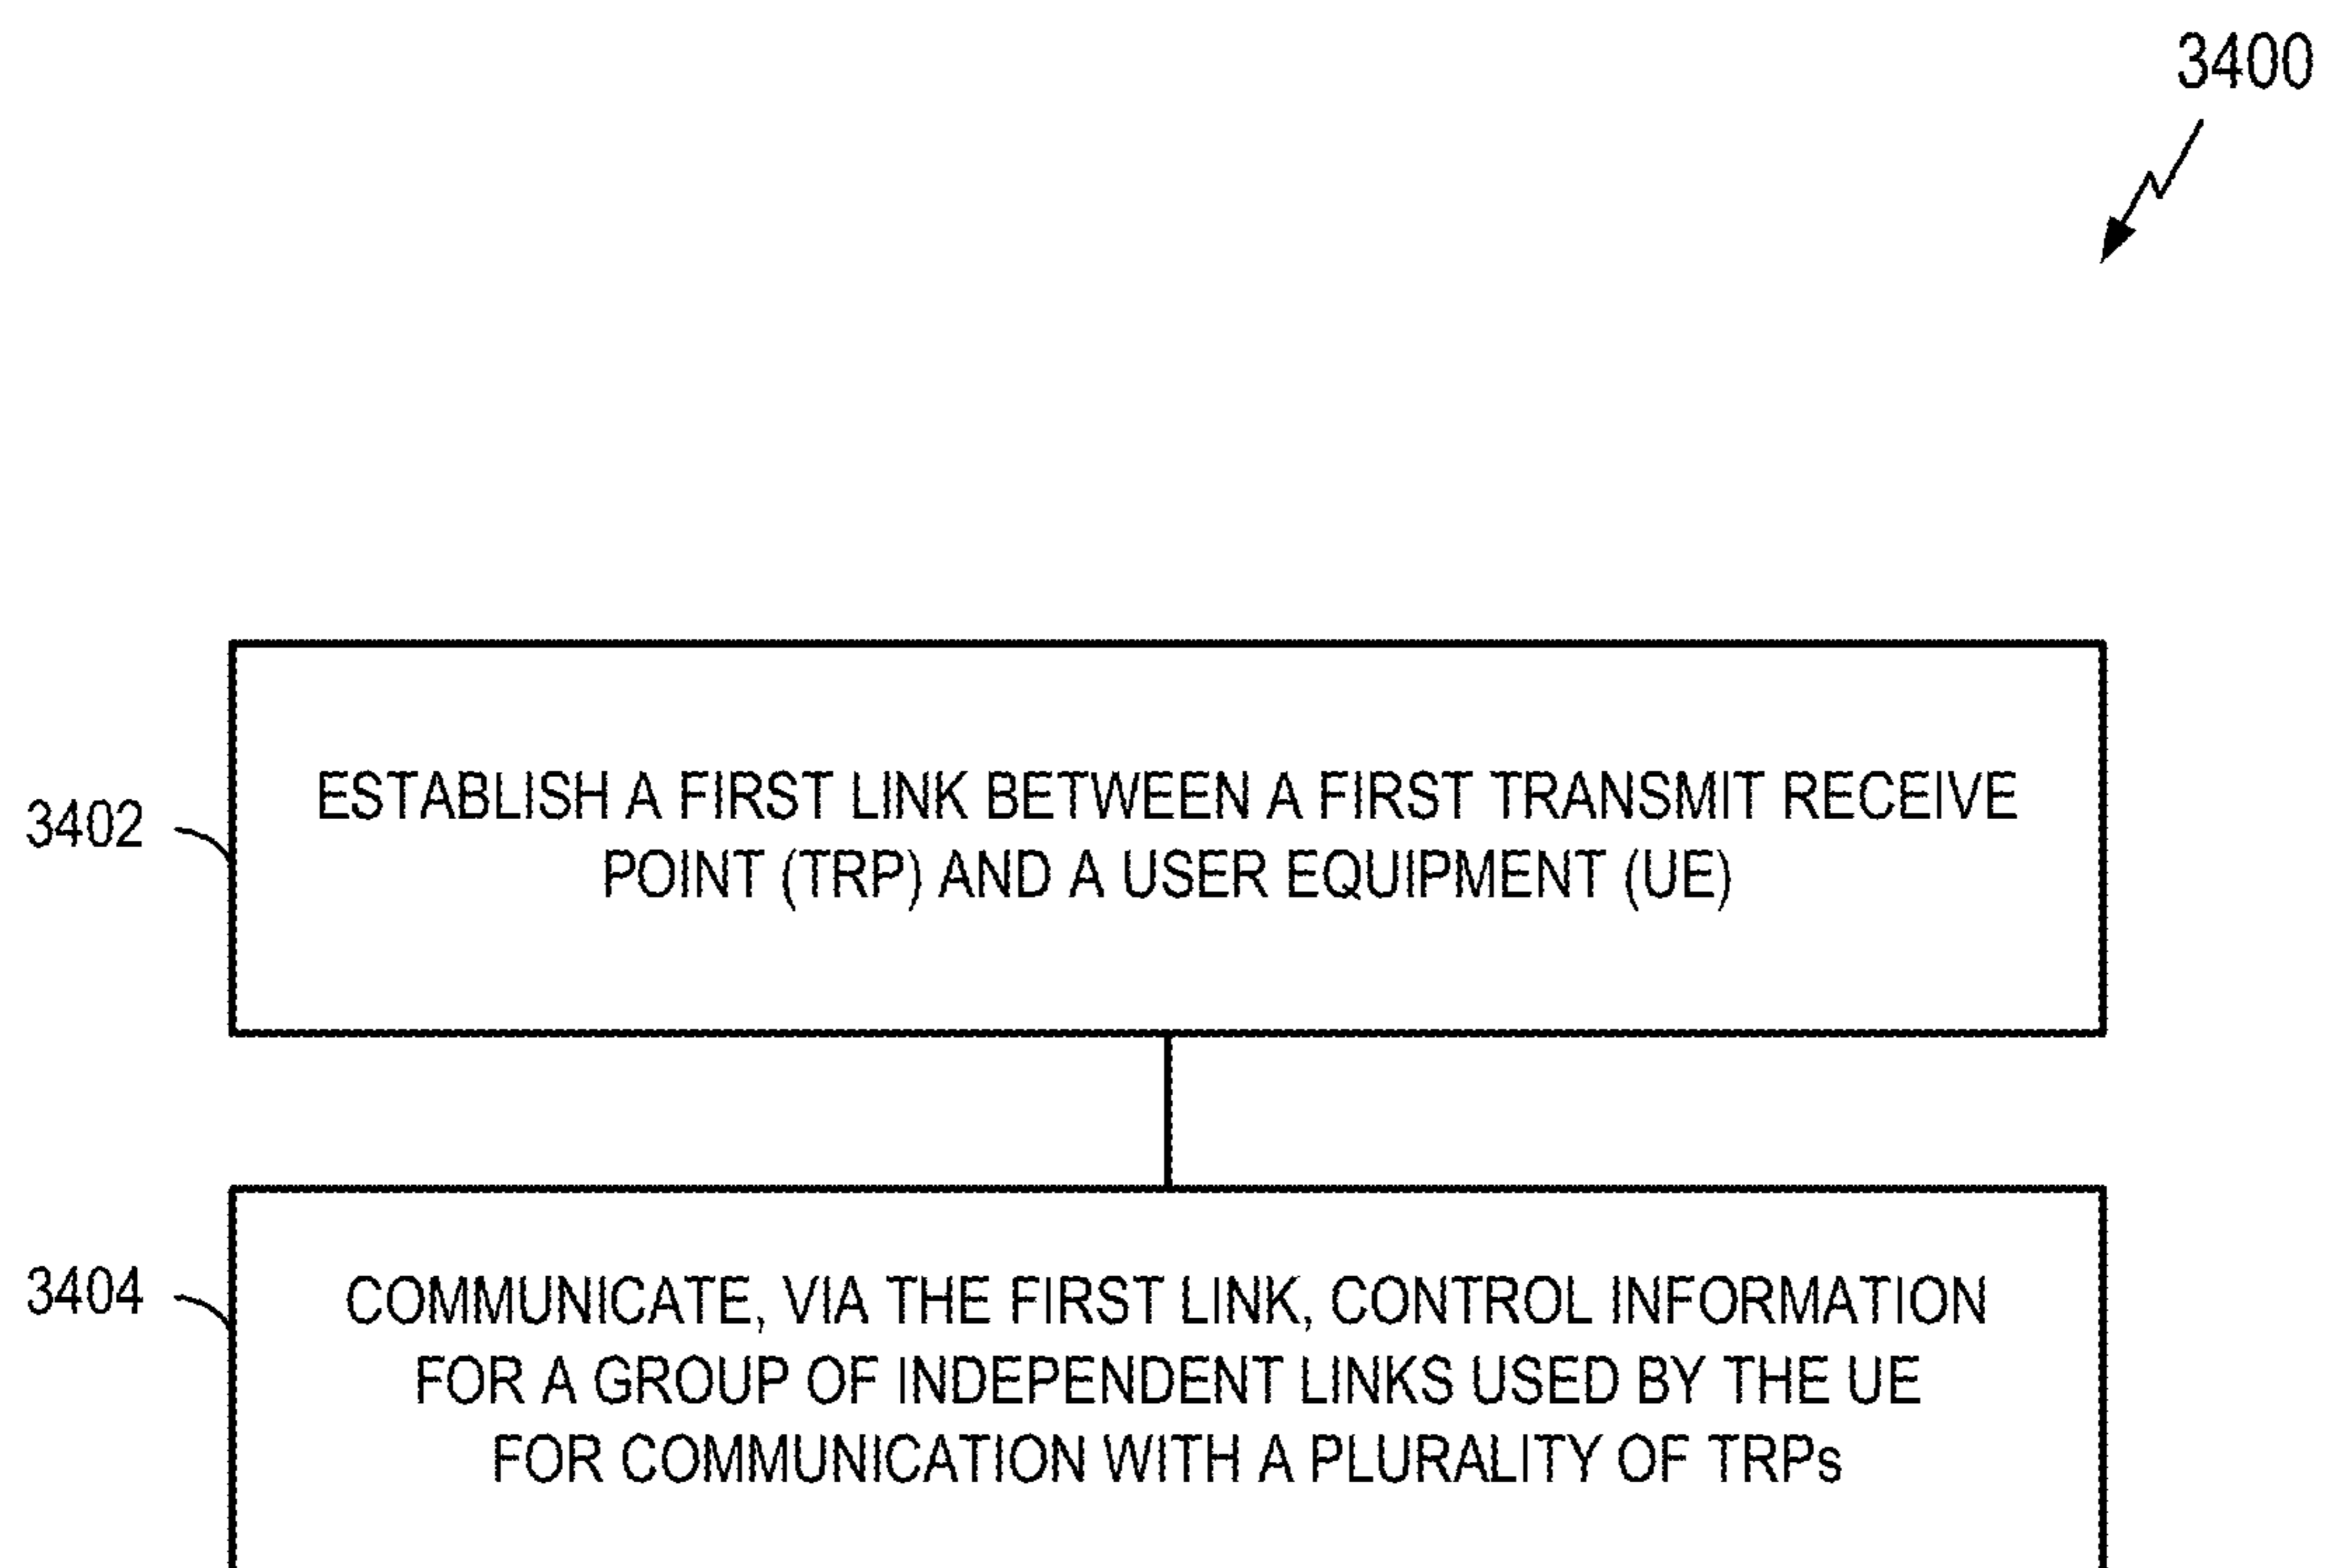 3400
3402
ESTABLISH A FIRST LINK BETWEEN A FIRST TRANSMIT RECEIVE
POINT (TRP) AND A USER EQUIPMENT (UE)
3404
COMMUNICATE, VIA THE FIRST LINK, CONTROL INFORMATION
FOR A GROUP OF INDEPENDENT LINKS USED BY THE UE
FOR COMMUNICATION WITH A PLURALITY OF TRPs